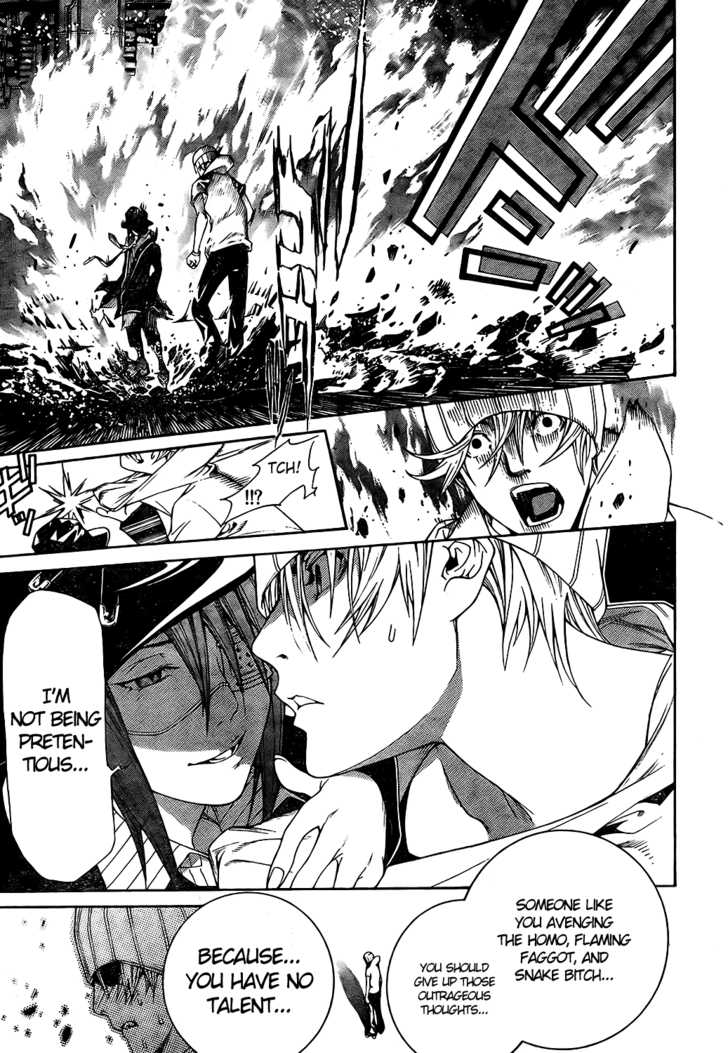 TCH!
!!?
I'M
NOT BEING
PRETEN-
TIOUS...
SOMEONE LIKE
YOU AVENGING
THE HOMO, FLAMING
FAGGOT, AND
SNAKE BITCH...
YOU SHOULD
GIVE UP THOSE
OUTRAGEOUS
THOUGHTS...
BECAUSE...
YOU HAVE NO
TALENT...